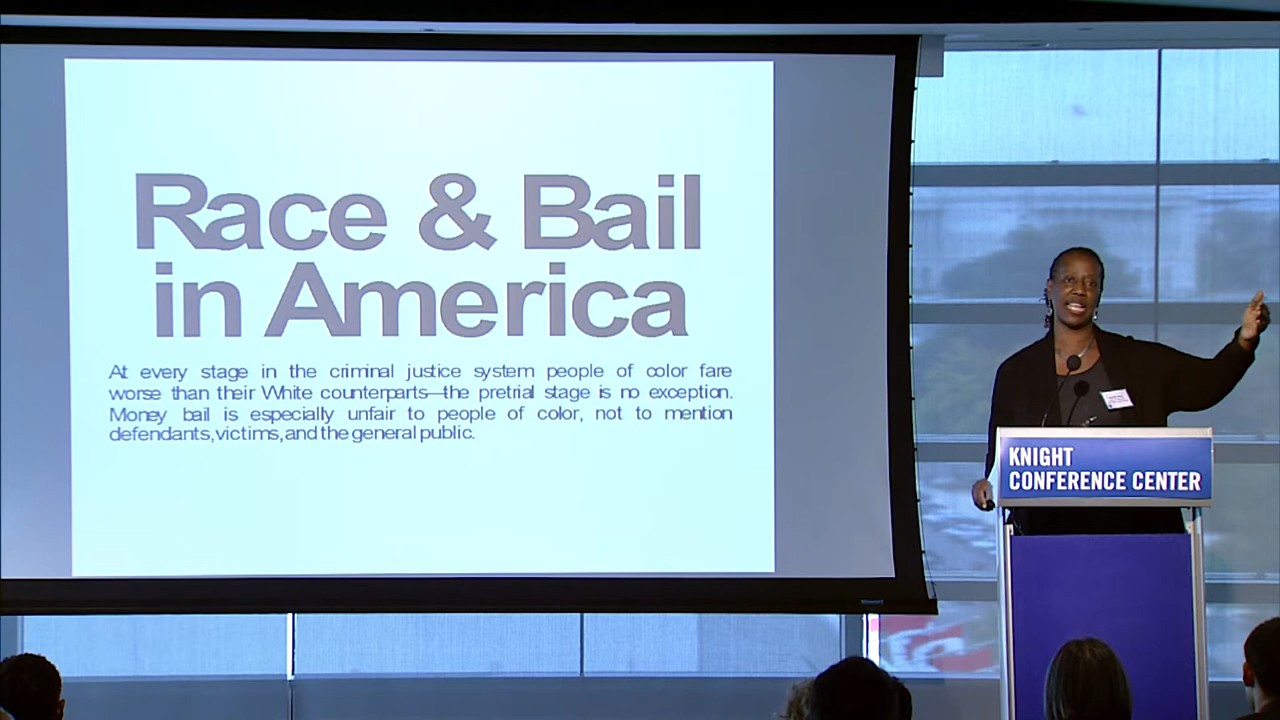 Race & Bail
in America
At every stage in the criminal justice system people of color fare
worse than their White counterparts—the pretrial stage is no exception.
Money bail is especially unfair to people of color, not to mention
defendants, victims, and the general public.
KNIGHT
CONFERENCE CENTER